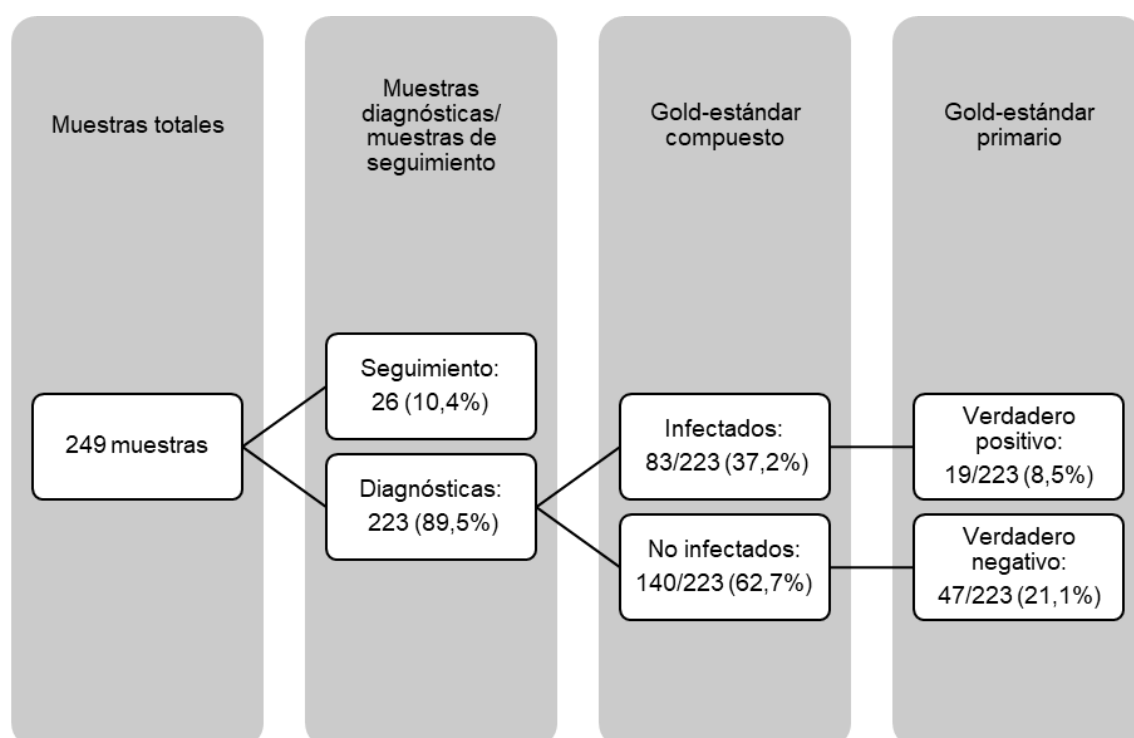 Muestras totales
Muestras
diagnósticas/
muestras de
seguimiento
Gold-estándar
compuesto
Gold-estándar
primario
249 muestras
Seguimiento:
26 (10,4%)
Diagnósticas:
223 (89,5%)
Infectados:
83/223 (37,2%)
No infectados:
140/223 (62,7%)
Verdadero
positivo:
19/223 (8,5%)
Verdadero
negativo:
47/223 (21,1%)